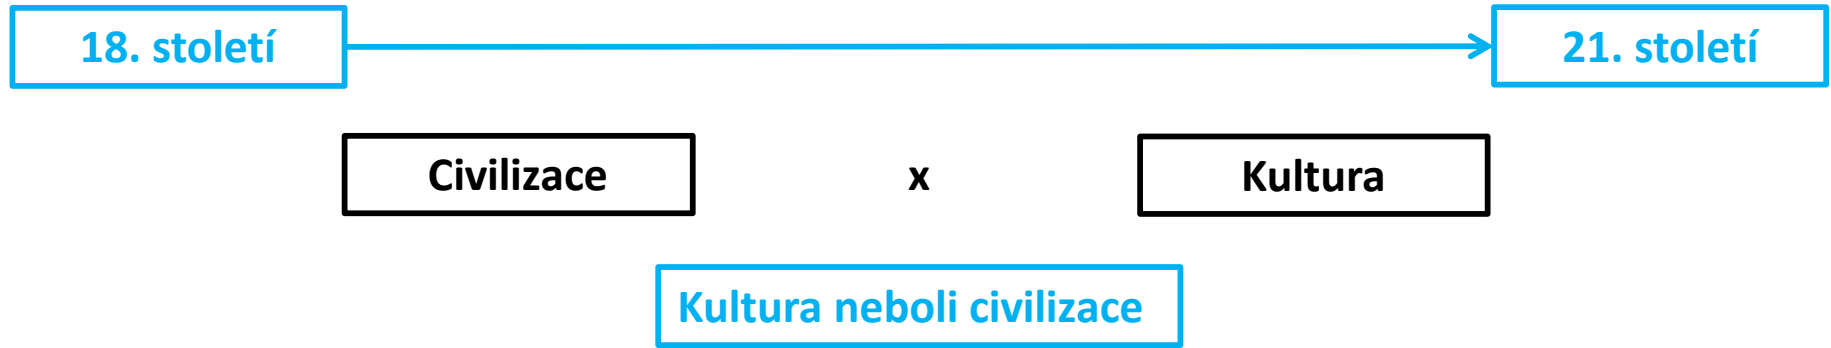 18. století
21. století
Civilizace
x
Kultura
Kultura neboli civilizace